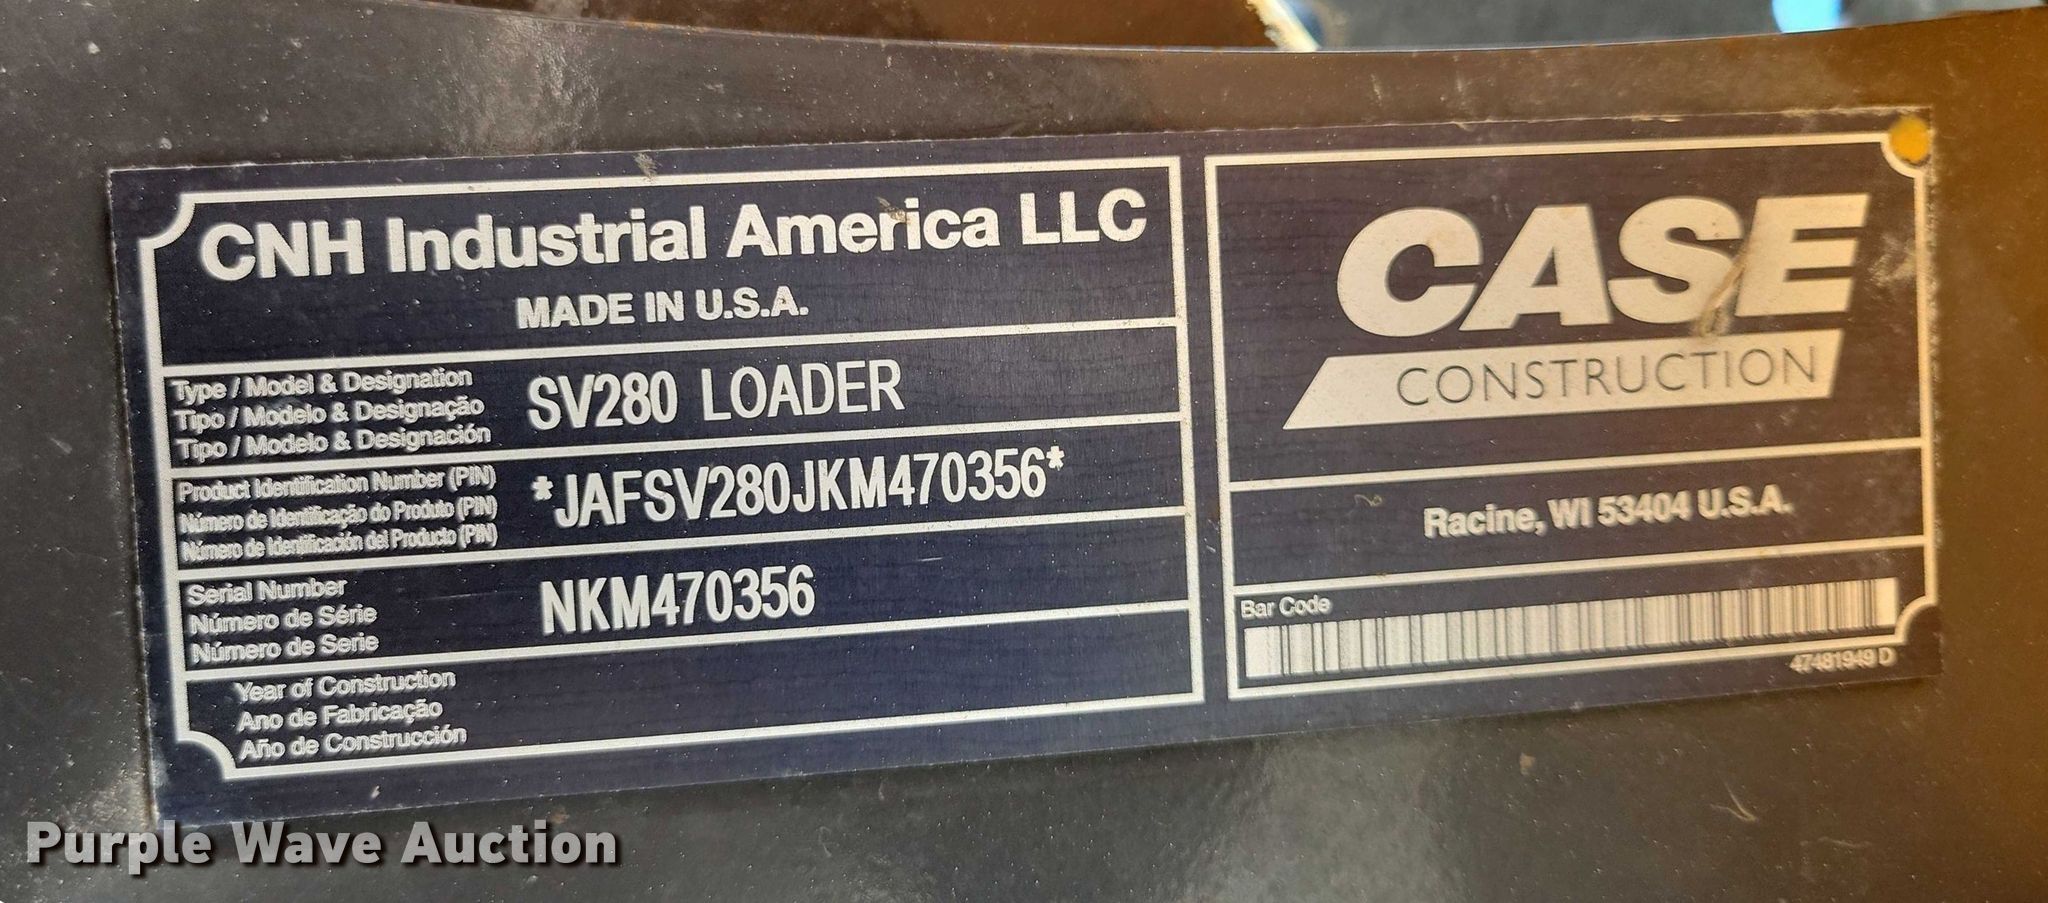 CNH Industrial America LLC
MADE IN U.S.A.
Type / Model & Designation
Tipo / Modelo & Designação
Tipo / Modelo & Designación
SV280 LOADER
Product Identification Number (PIN)
Número de Identificação do Produto (PIN)
Número de Identificación del Producto (PIN)
*JAFSV280JKM470356*
Serial Number
Número de Série
Número de Serie
NKM470356
Year of Construction
Ano de Fabricação
Año de Construcción
CASE
CONSTRUCTION
Racine, WI 53404 U.S.A.
Bar Code
47481949 D
Purple Wave Auction